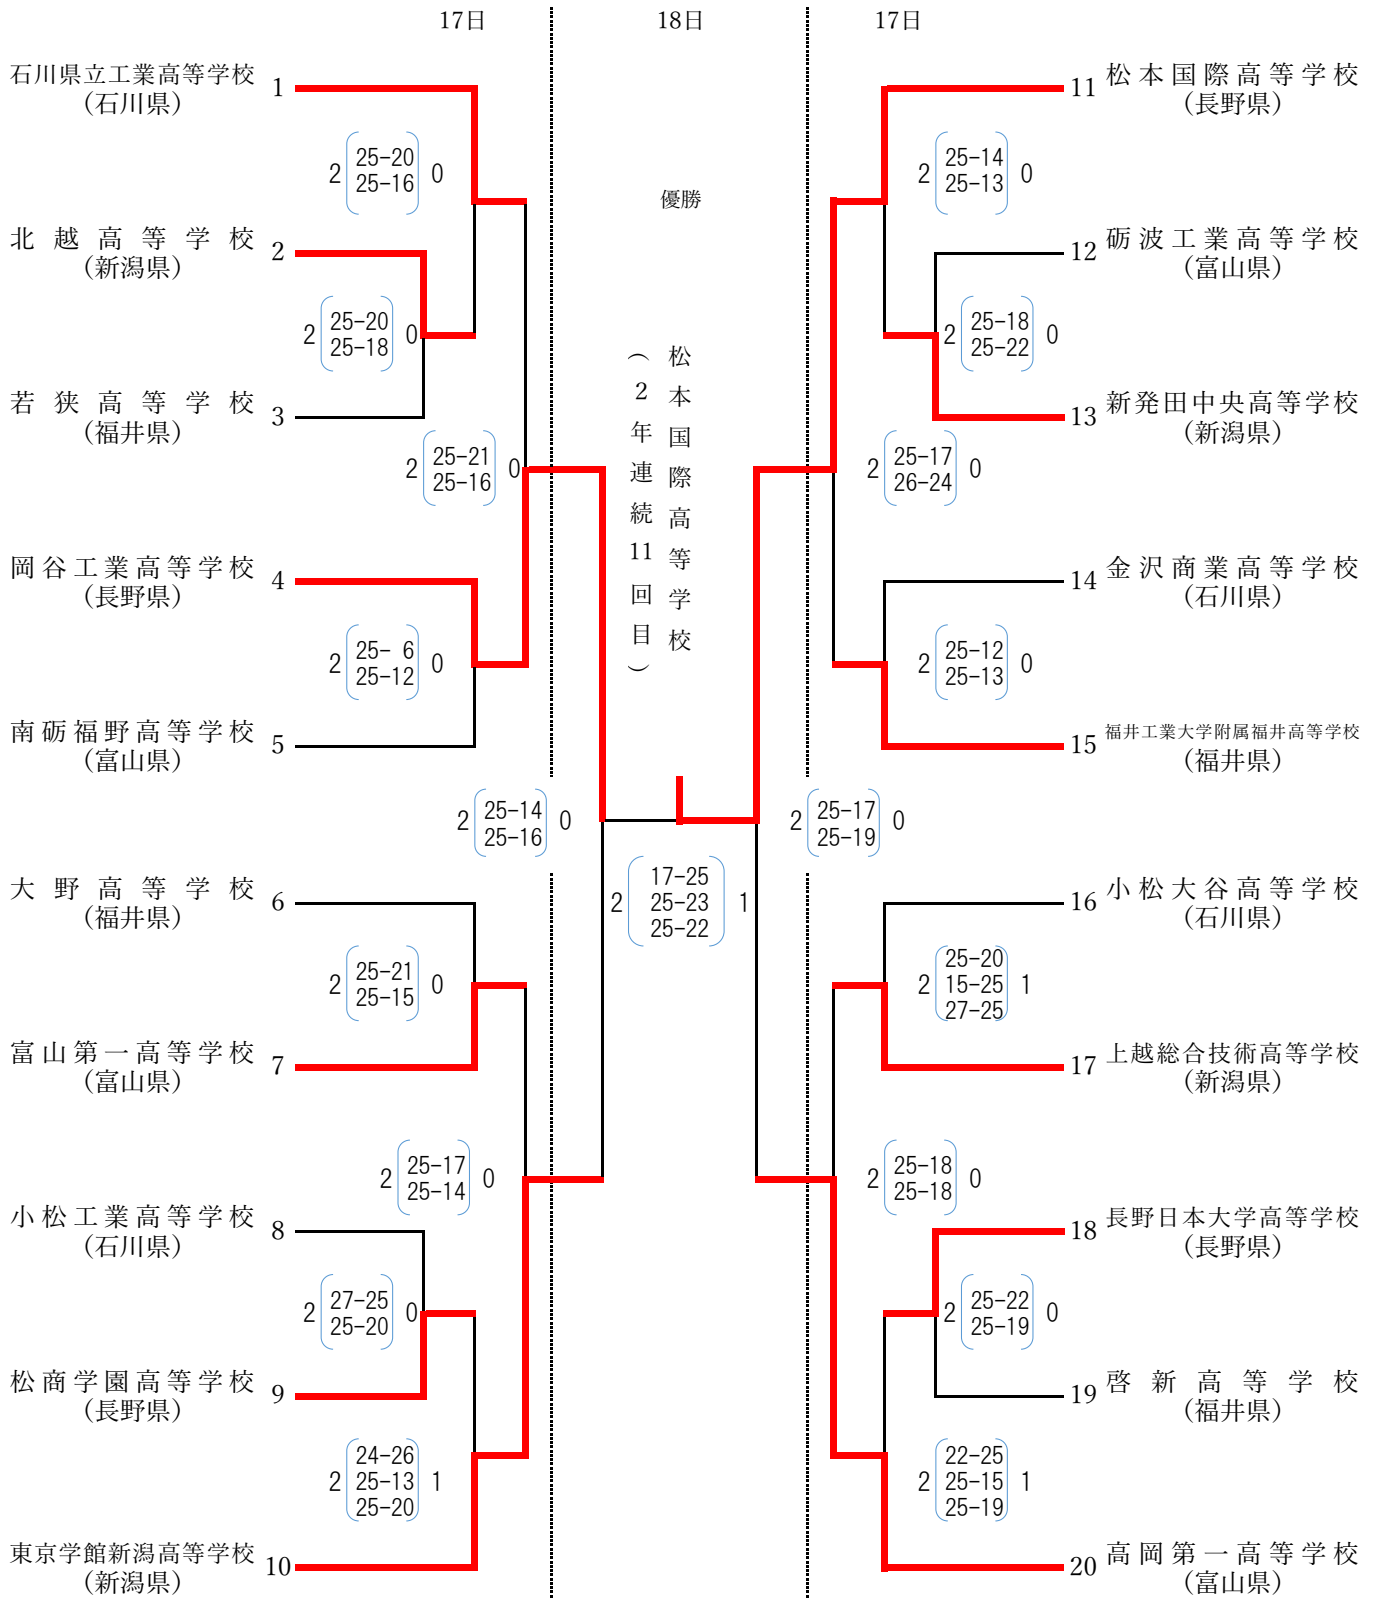 17日
18日
17日
石川県立工業高等学校
(石川県)
1
2
25-20
25-16
0
北越高等学校
(新潟県)
2
2
25-20
25-18
0
若狭高等学校
(福井県)
3
2
25-21
25-16
0
岡谷工業高等学校
(長野県)
4
2
25- 6
25-12
0
南砺福野高等学校
(富山県)
5
2
25-14
25-16
0
大野高等学校
(福井県)
6
2
25-21
25-15
0
富山第一高等学校
(富山県)
7
2
25-17
25-14
0
小松工業高等学校
(石川県)
8
2
27-25
25-20
0
松商学園高等学校
(長野県)
9
2
24-26
25-13
25-20
1
東京学館新潟高等学校
(新潟県)
10
優勝
松本国際高等学校
(2年連続11回目)
2
17-25
25-23
25-22
1
11
松本国際高等学校
(長野県)
2
25-14
25-13
0
12
砺波工業高等学校
(富山県)
2
25-18
25-22
0
13
新発田中央高等学校
(新潟県)
2
25-17
26-24
0
14
金沢商業高等学校
(石川県)
2
25-12
25-13
0
15
福井工業大学附属福井高等学校
(福井県)
2
25-17
25-19
0
16
小松大谷高等学校
(石川県)
2
25-20
15-25
27-25
1
17
上越総合技術高等学校
(新潟県)
2
25-18
25-18
0
18
長野日本大学高等学校
(長野県)
2
25-22
25-19
0
19
啓新高等学校
(福井県)
2
22-25
25-15
25-19
1
20
高岡第一高等学校
(富山県)